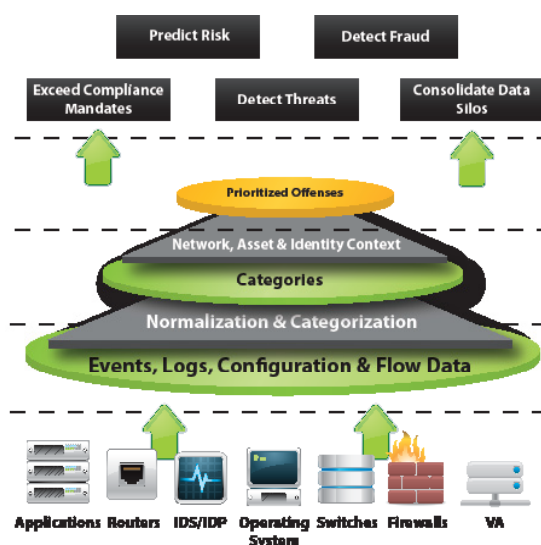 Predict Risk
Detect Fraud
Exceed Compliance
Mandates
Detect Threats
Consolidate Data
Silos
Prioritized Offenses
Network, Asset & Identity Context
Categories
Normalization & Categorization
Events, Logs, Configuration & Flow Data
Applications
Routers
IDS/IDP
Operating
System
Switches
Firewalls
VA